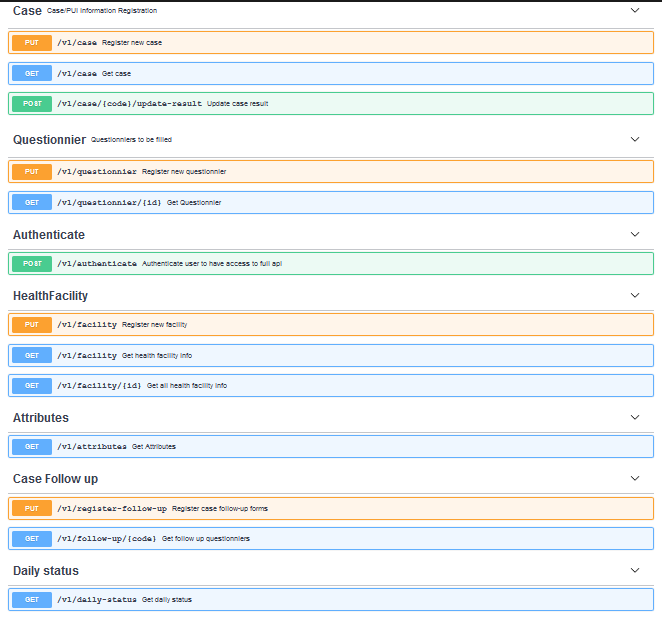 Case Case/PUI Information Registration
PUT /v1/case Register new case
GET /v1/case Get case
POST /v1/case/{code}/update-result Update case result
Questionnier Questionniers to be filled
PUT /v1/questionnier Register new questionnier
GET /v1/questionnier/{id} Get Questionnier
Authenticate
POST /v1/authenticate Authenticate user to have access to full api
HealthFacility
PUT /v1/facility Register new facility
GET /v1/facility Get health facility info
GET /v1/facility/{id} Get all health facility info
Attributes
GET /v1/attributes Get Attributes
Case Follow up
PUT /v1/register-follow-up Register case follow-up forms
GET /v1/follow-up/{code} Get follow up questionniers
Daily status
GET /v1/daily-status Get daily status